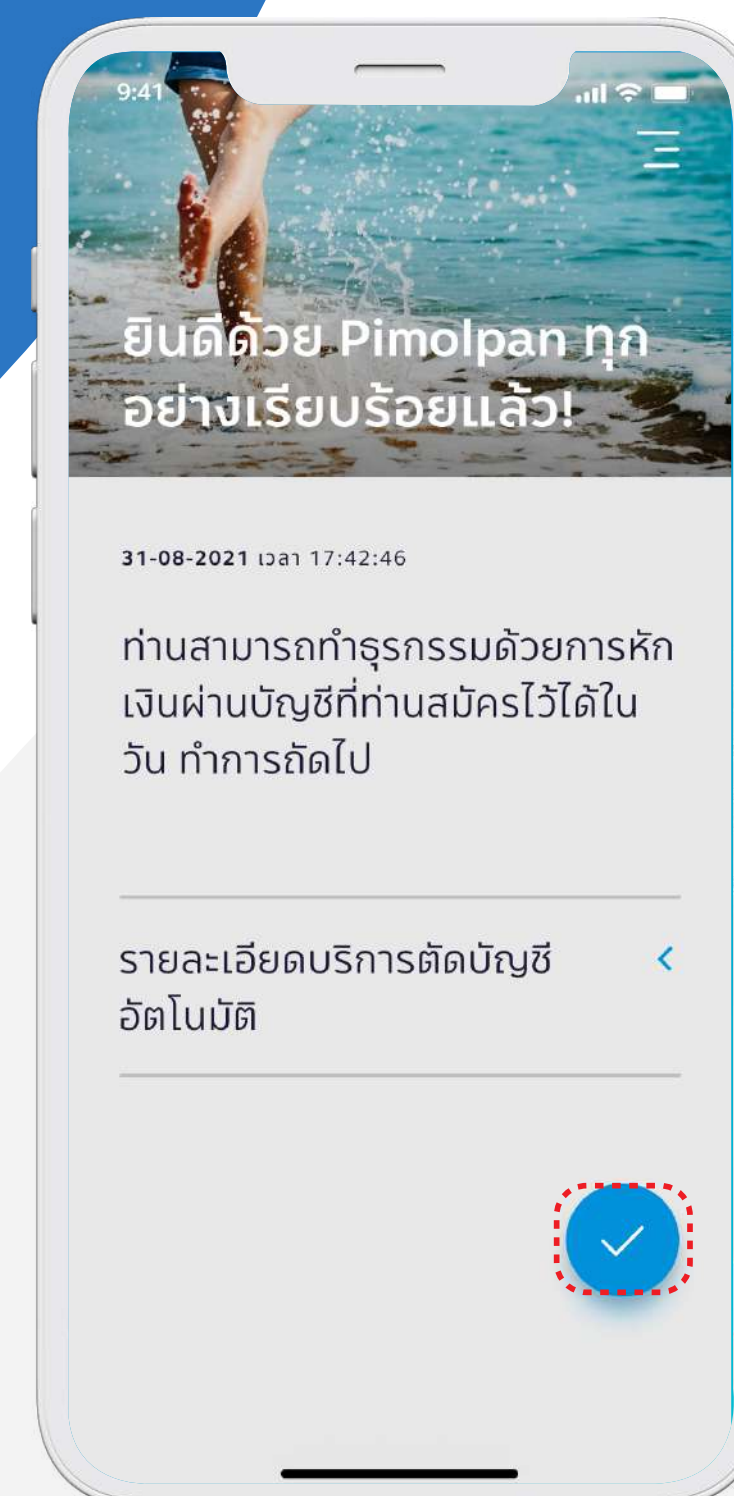 9:41
ยินดีด้วย Pimolpan ทุก
อย่างเรียบร้อยแล้ว!
31-08-2021 เวลา 17:42:46
ท่านสามารถทำธุรกรรมด้วยการหัก
เงินผ่านบัญชีที่ท่านสมัครไว้ได้ใน
วัน ทำการถัดไป
รายละเอียดบริการตัดบัญชี
อัตโนมัติ